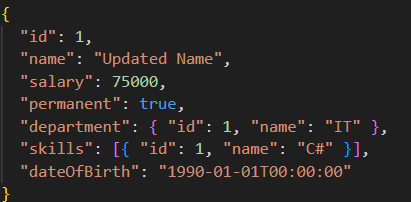 {
  "id": 1,
  "name": "Updated Name",
  "salary": 75000,
  "permanent": true,
  "department": { "id": 1, "name": "IT" },
  "skills": [{ "id": 1, "name": "C#" }],
  "dateOfBirth": "1990-01-01T00:00:00"
}